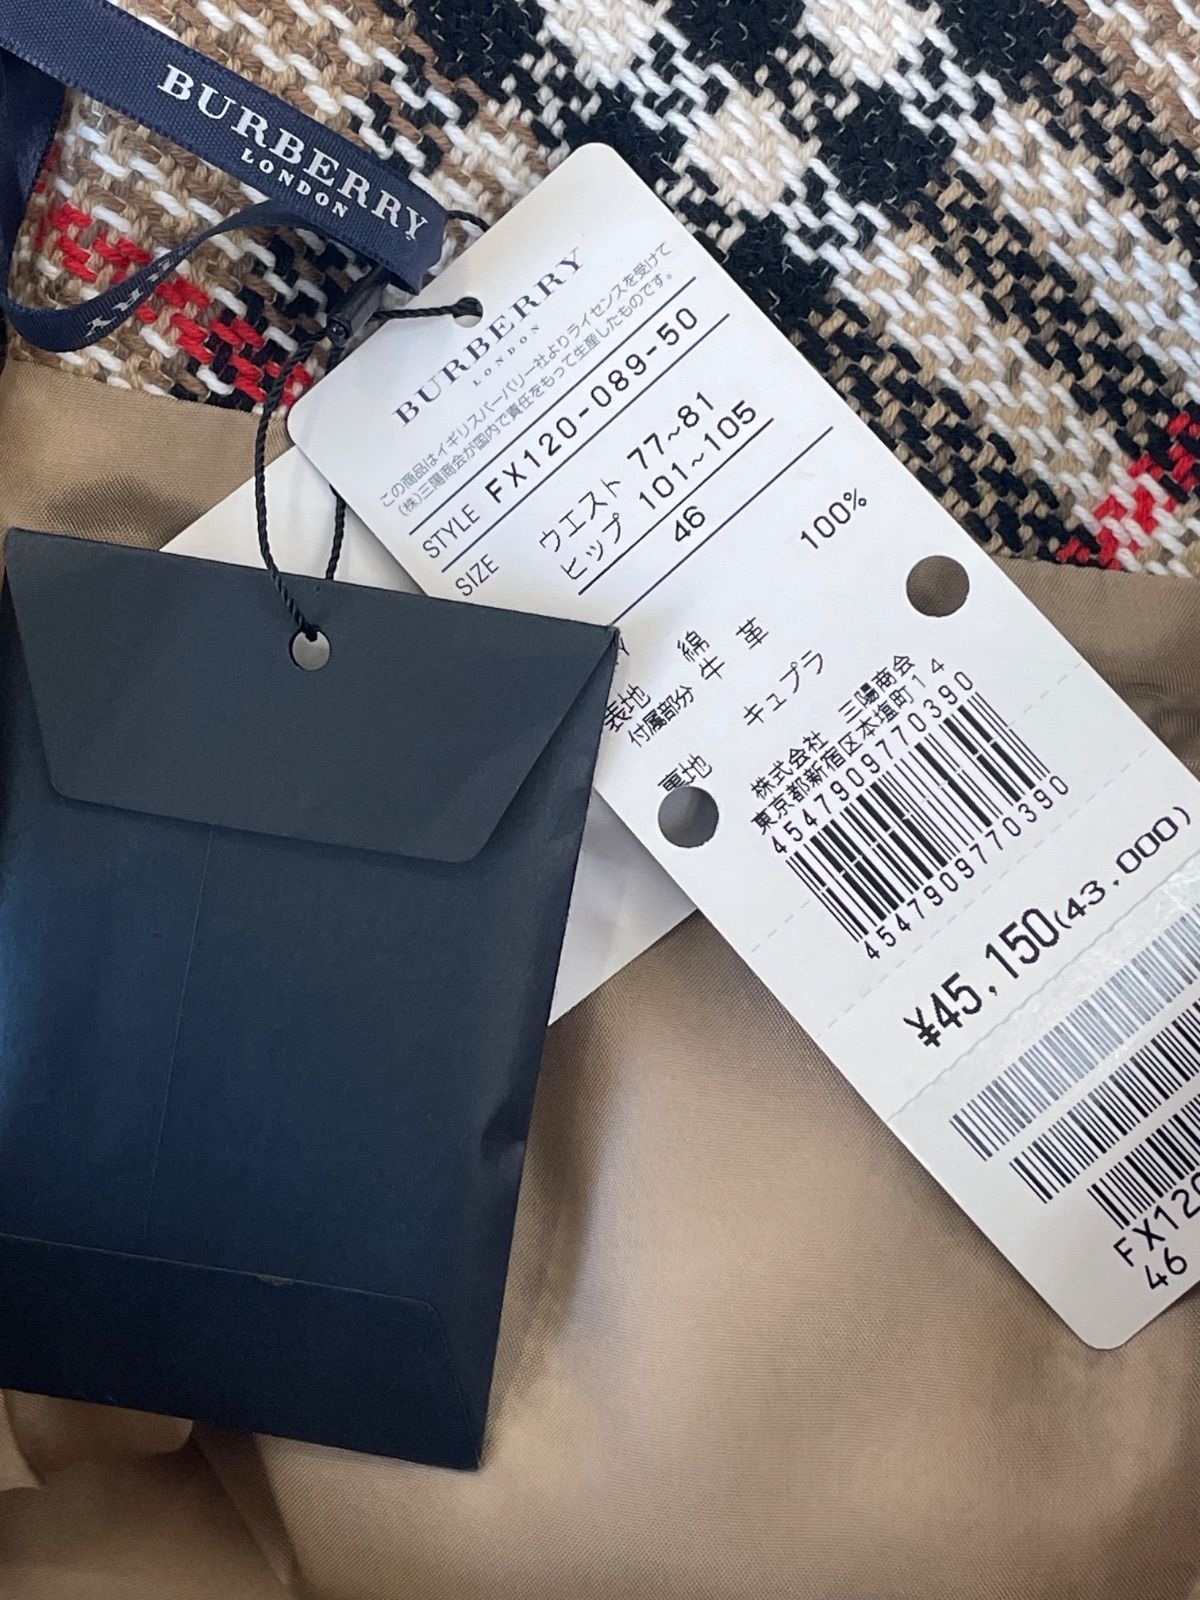 BURBERRY
LONDON
BURBERRY
LONDON
この商品はイギリスバーバリー社よりライセンスを受けて
(株)三陽商会が国内で責任をもって生産したものです。
STYLE FX120-089-50
SIZE ウエスト 77~81
ヒップ 101~105
46
100%
表地 綿
付属部分 牛 革
裏地 キュプラ
株式会社 三陽商会
東京都新宿区本塩町14
4547909770390
4547909770390
¥45,150(43,000)
FX120
46